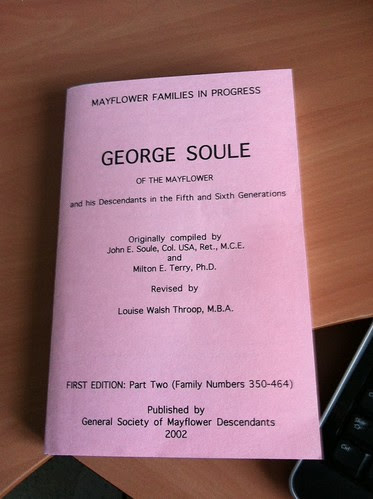 MAYFLOWER FAMILIES IN PROGRESS
GEORGE SOULE
OF THE MAYFLOWER
and his Descendants in the Fifth and Sixth Generations
Originally compiled by
John E. Soule, Col. USA, Ret., M.C.E.
and
Milton E. Terry, Ph.D.
Revised by
Louise Walsh Throop, M.B.A.
FIRST EDITION: Part Two (Family Numbers 350-464)
Published by
General Society of Mayflower Descendants
2002